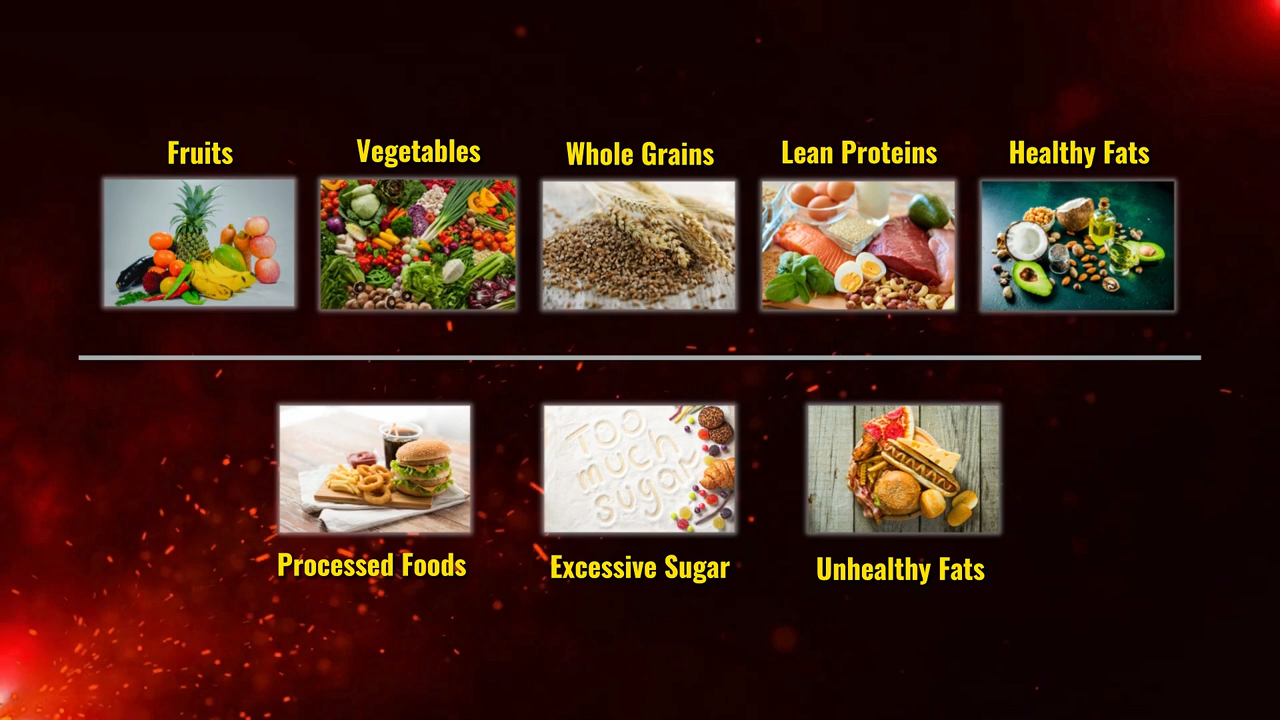 Fruits
Vegetables
Whole Grains
Lean Proteins
Healthy Fats
TOO
much
sugar
Processed Foods
Excessive Sugar
Unhealthy Fats